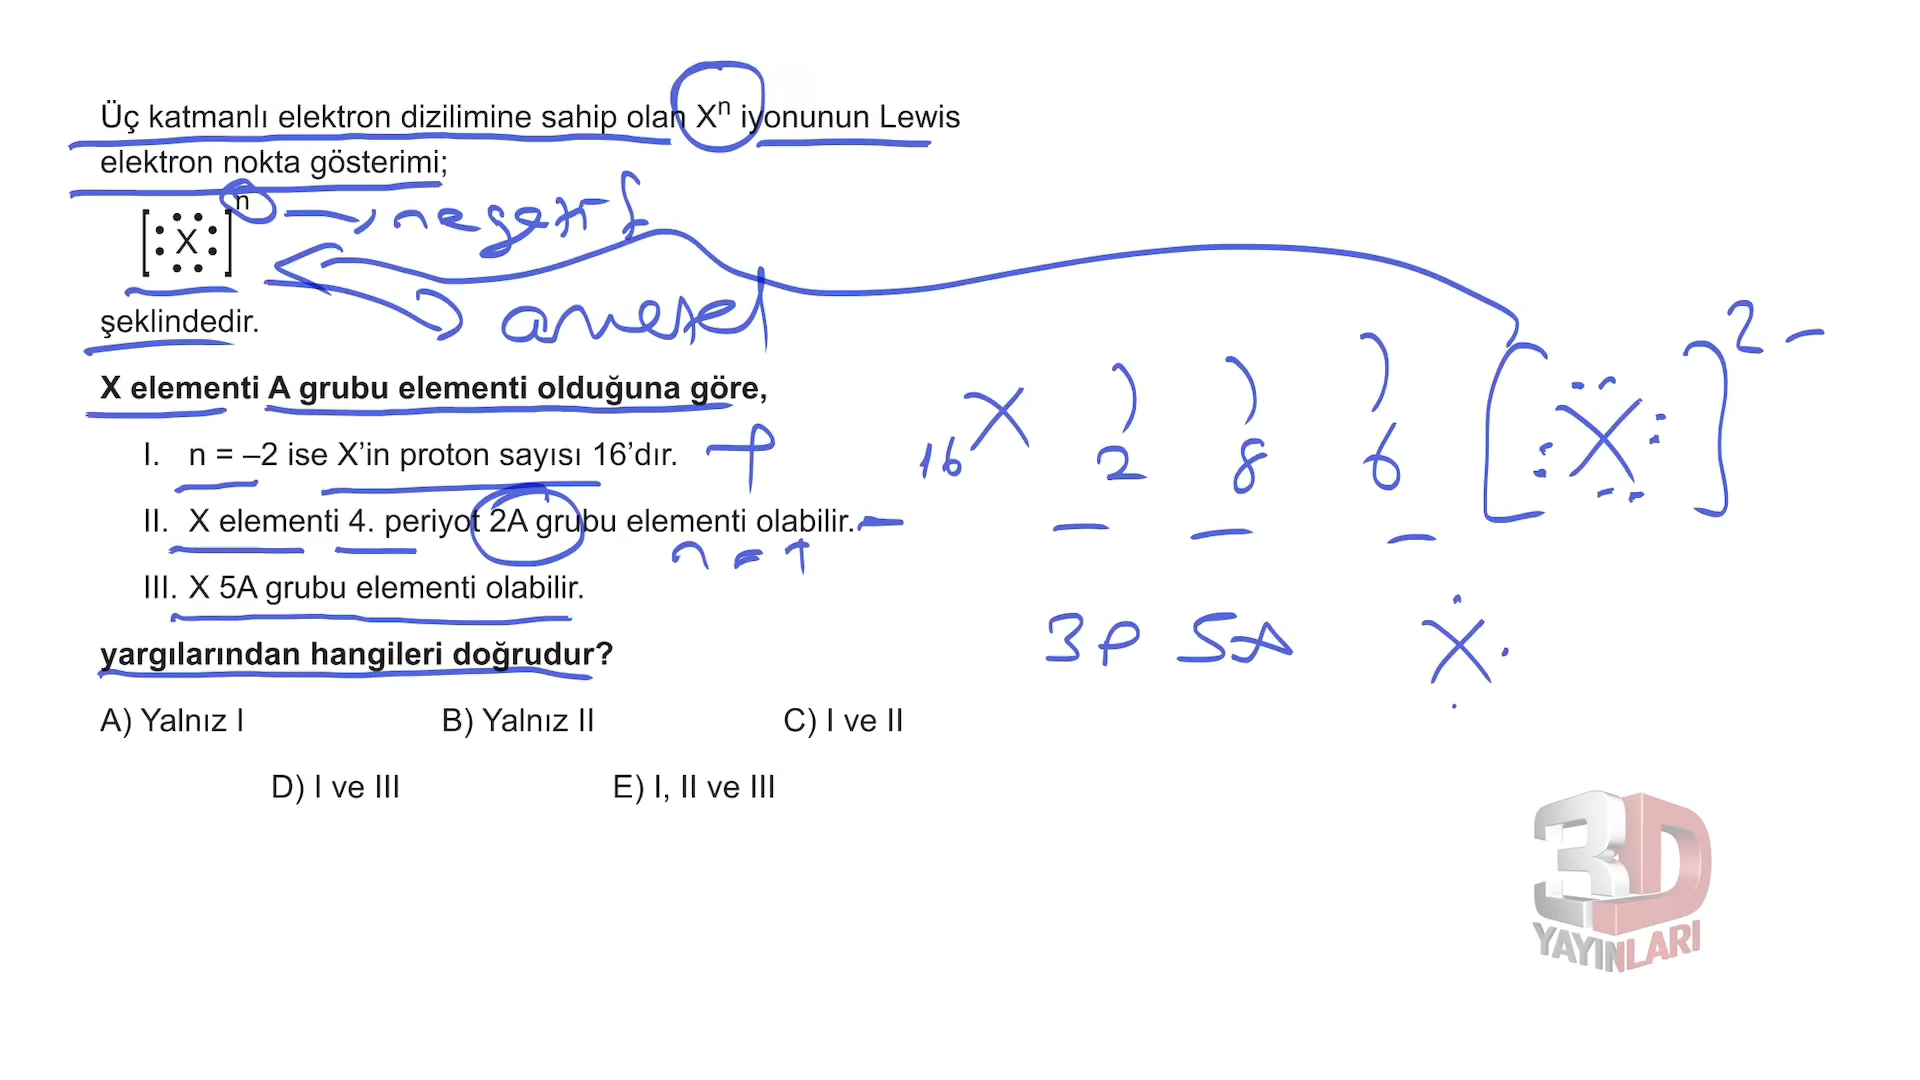 Üç katmanlı elektron dizilimine sahip olan Xⁿ iyonunun Lewis
elektron nokta gösterimi;
[X]ⁿ → negatif
ametal
şeklindedir.
X elementi A grubu elementi olduğuna göre,
I. n = –2 ise X’in proton sayısı 16’dır. +
II. X elementi 4. periyot 2A grubu elementi olabilir. –
III. X 5A grubu elementi olabilir.
yargılarından hangileri doğrudur?
A) Yalnız I B) Yalnız II C) I ve II
D) I ve III E) I, II ve III
16X ) ) ) [X] 2-
2 8 6
3P 5A X
3D
YAYINLARI